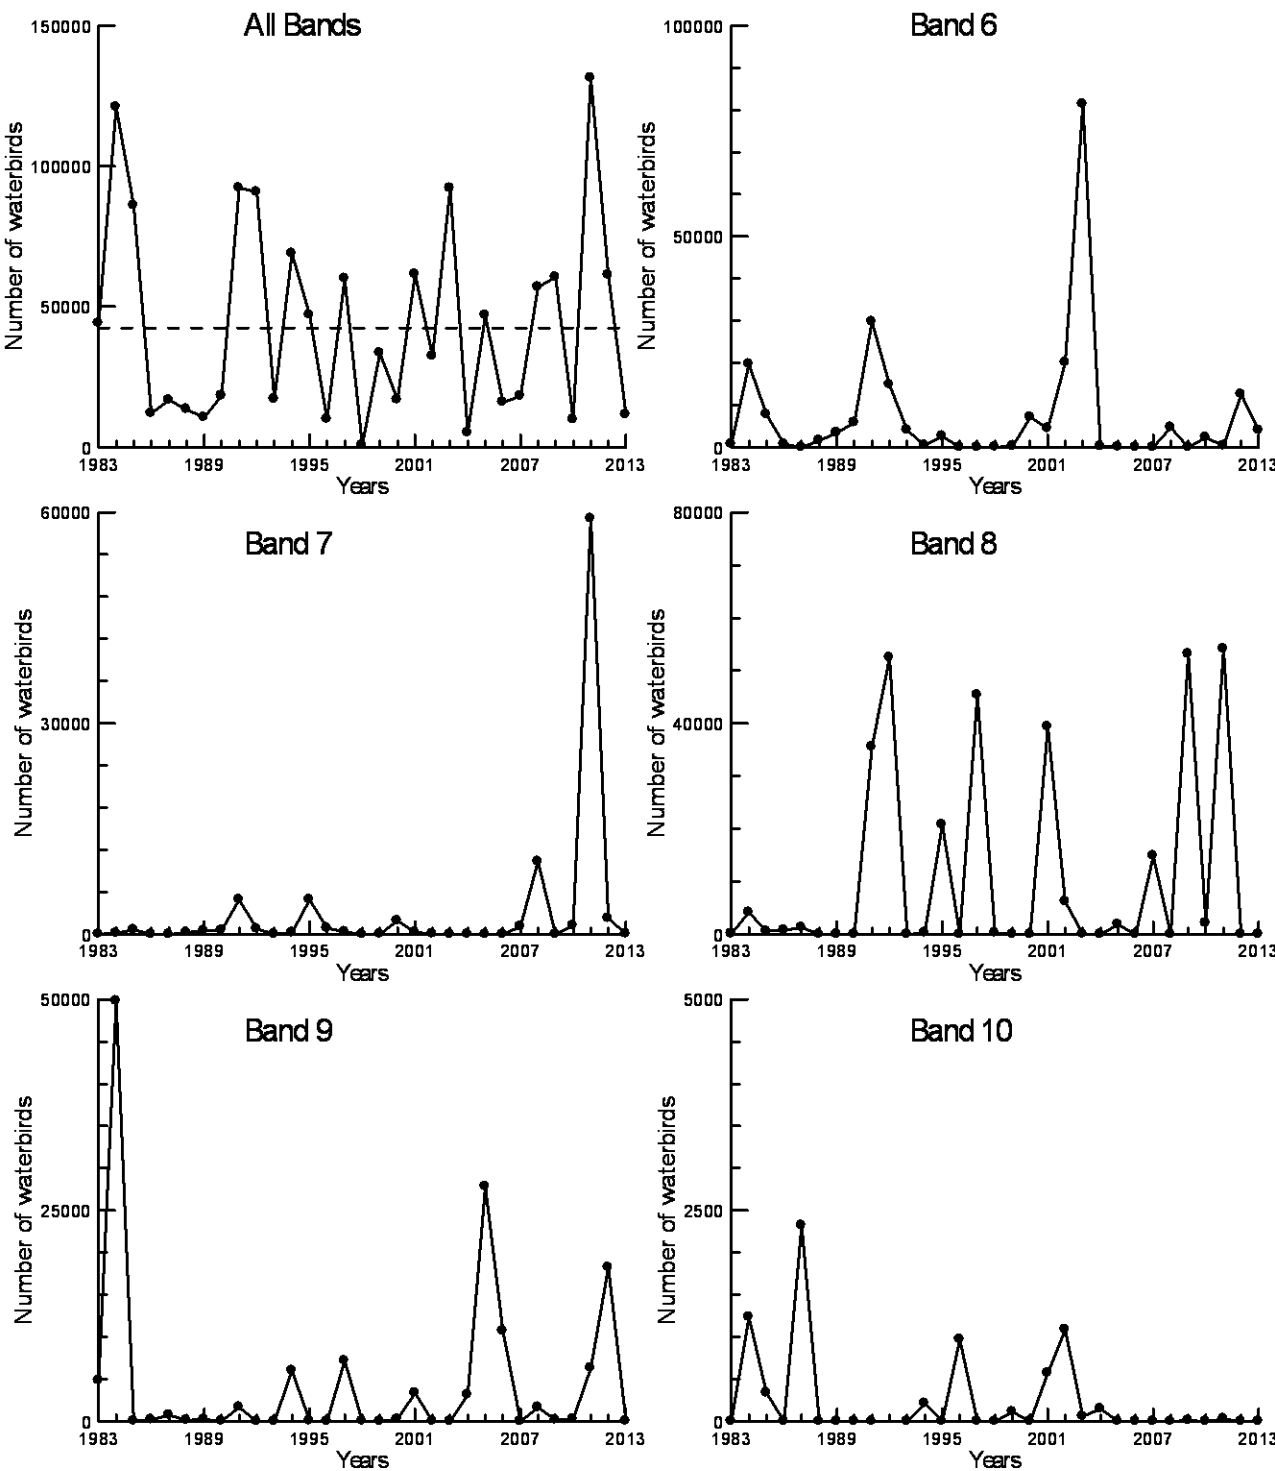 All Bands
150000
100000
50000
0
Number of waterbirds
1983 1989 1995 2001 2007 2013
Years
Band 6
100000
50000
0
Number of waterbirds
1983 1989 1995 2001 2007 2013
Years
Band 7
60000
30000
0
Number of waterbirds
1983 1989 1995 2001 2007 2013
Years
Band 8
80000
40000
0
Number of waterbirds
1983 1989 1995 2001 2007 2013
Years
Band 9
50000
25000
0
Number of waterbirds
1983 1989 1995 2001 2007 2013
Years
Band 10
5000
2500
0
Number of waterbirds
1983 1989 1995 2001 2007 2013
Years